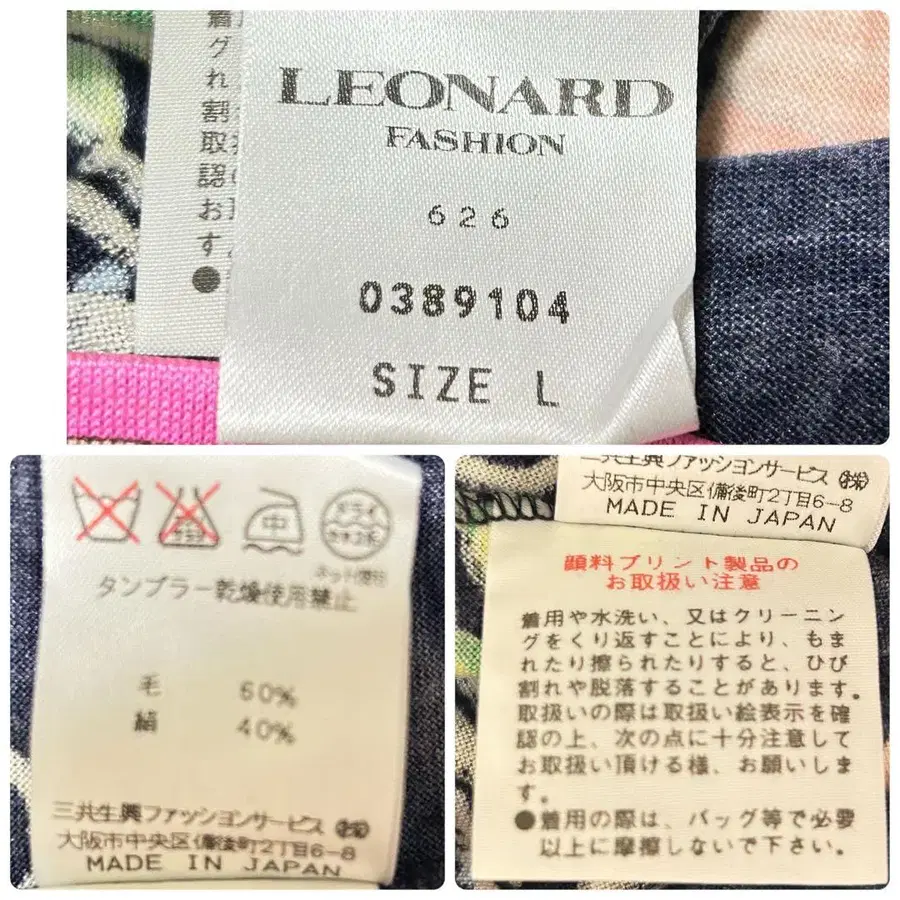 着
グ
れ
割
取
認
お
す。
●
LEONARD
FASHION
626
0389104
SIZE L
中
ドライ
タンブラー乾燥使用禁止
毛 60%
絹 40%
三共生興ファッションサービス㈱
大阪市中央区備後町2丁目6-8
MADE IN JAPAN
三共生興ファッションサービス㈱
大阪市中央区備後町2丁目6-8
MADE IN JAPAN
顔料プリント製品の
お取扱い注意
着用や水洗い、又はクリーニン
グをくり返すことにより、もま
れたり擦られたりすると、ひび
割れや脱落することがあります。
取扱いの際は取扱い絵表示を確
認の上、次の点に十分注意して
お取扱い頂ける様、お願いしま
す。
●着用の際は、バッグ等で必要
以上に摩擦しないで下さい。